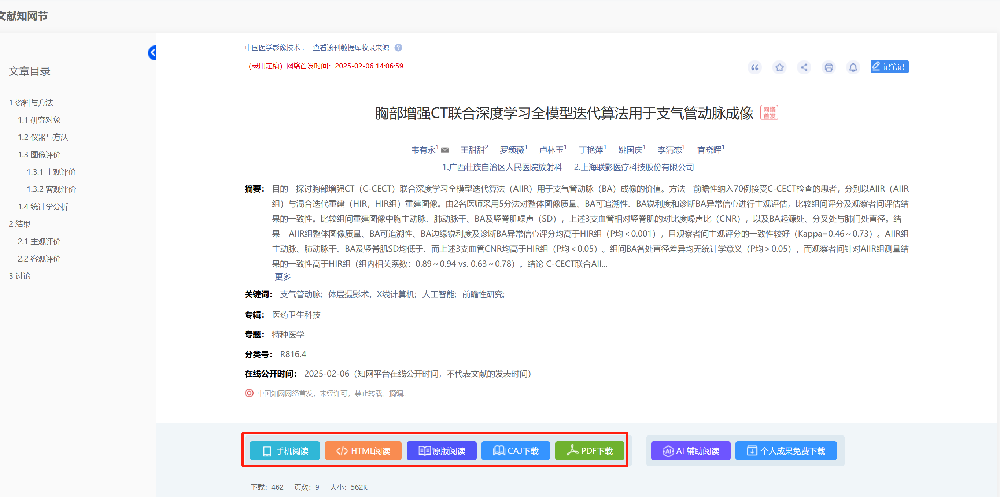 文献知网节
文章目录
1 资料与方法
1.1 研究对象
1.2 仪器与方法
1.3 图像评价
1.3.1 主观评价
1.3.2 客观评价
1.4 统计学分析
2 结果
2.1 主观评价
2.2 客观评价
3 讨论
中国医学影像技术 . 查看该刊数据库收录来源 ?
（录用定稿）网络首发时间：2025-02-06 14:06:59
记笔记
胸部增强CT联合深度学习全模型迭代算法用于支气管动脉成像 网络首发
韦有永1 王甜甜2 罗颖薇1 卢林玉1 丁艳萍1 姚国庆1 李清恋1 官晓晖1
1.广西壮族自治区人民医院放射科 2.上海联影医疗科技股份有限公司
摘要： 目的 探讨胸部增强CT（C-CECT）联合深度学习全模型迭代算法（AIIR）用于支气管动脉（BA）成像的价值。方法 前瞻性纳入70例接受C-CECT检查的患者，分别以AIIR（AIIR
组）与混合迭代重建（HIR，HIR组）重建图像。由2名医师采用5分法对整体图像质量、BA可追溯性、BA锐利度和诊断BA异常信心进行主观评估，比较组间评分及观察者间评估结
果的一致性。比较组间重建图像中胸主动脉、肺动脉干、BA及竖脊肌噪声（SD），上述3支血管相对竖脊肌的对比度噪声比（CNR），以及BA起源处、分叉处与肺门处直径。结
果 AIIR组整体图像质量、BA可追溯性、BA边缘锐利度及诊断BA异常信心评分均高于HIR组（P均＜0.001），且观察者间主观评分的一致性较好（Kappa=0.46～0.73）。AIIR组
主动脉、肺动脉干、BA及竖脊肌SD均低于、而上述3支血管CNR均高于HIR组（P均＜0.05）。组间BA各处直径差异均无统计学意义（P均＞0.05），而观察者间针对AIIR组测量结
果的一致性高于HIR组（组内相关系数：0.89～0.94 vs. 0.63～0.78）。结论 C-CECT联合AII...
更多
关键词： 支气管动脉; 体层摄影术，X线计算机; 人工智能; 前瞻性研究;
专辑： 医药卫生科技
专题： 特种医学
分类号： R816.4
在线公开时间： 2025-02-06（知网平台在线公开时间，不代表文献的发表时间）
中国知网网络首发，未经许可，禁止转载、摘编。
手机阅读 HTML阅读 原版阅读 CAJ下载 PDF下载 AI AI 辅助阅读 个人成果免费下载
下载：462 页数：9 大小：562K